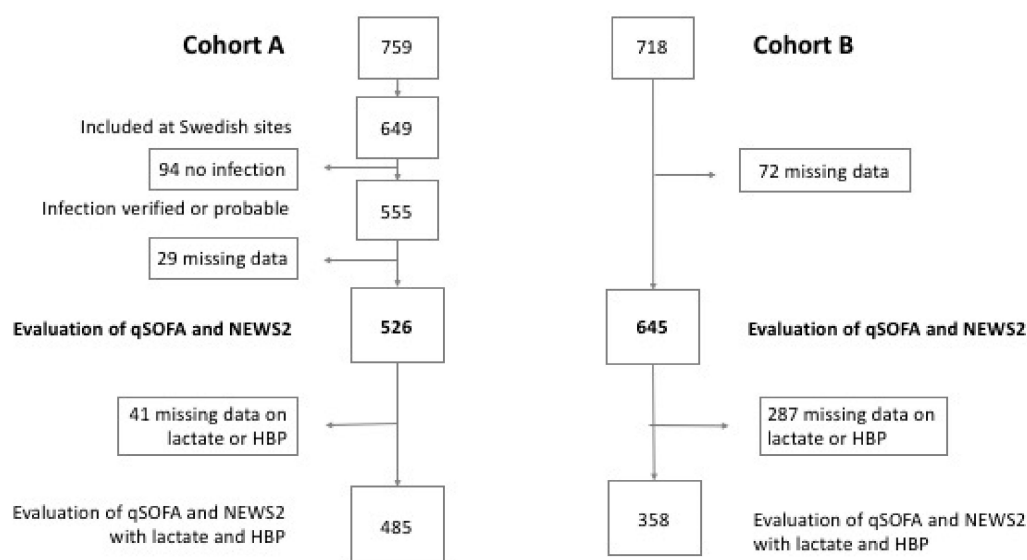 Cohort A
759
Included at Swedish sites
649
94 no infection
Infection verified or probable
555
29 missing data
Evaluation of qSOFA and NEWS2
526
41 missing data on
lactate or HBP
Evaluation of qSOFA and NEWS2
with lactate and HBP
485
718
Cohort B
72 missing data
645
Evaluation of qSOFA and NEWS2
287 missing data on
lactate or HBP
358
Evaluation of qSOFA and NEWS2
with lactate and HBP